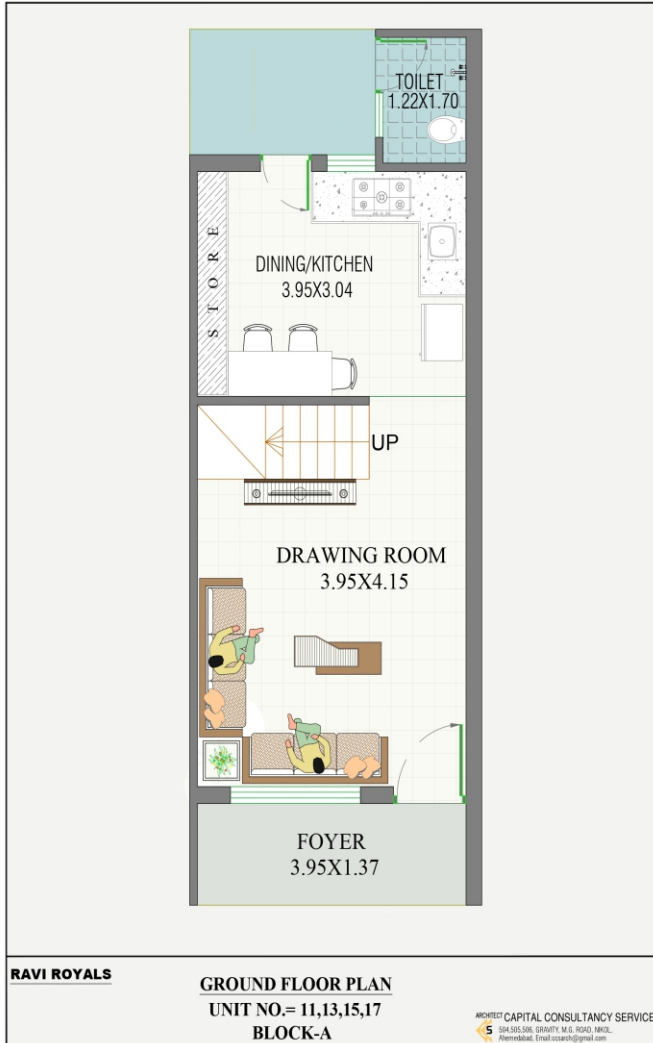 TOILET
1.22X1.70
STORE
DINING/KITCHEN
3.95X3.04
UP
DRAWING ROOM
3.95X4.15
FOYER
3.95X1.37
RAVI ROYALS
GROUND FLOOR PLAN
UNIT NO.= 11,13,15,17
BLOCK-A
ARCHITECT CAPITAL CONSULTANCY SERVICE
504,505,506, GRAVITY, M.G. ROAD, NIKOL,
Ahemedabad, Email:cssarch@gmail.com